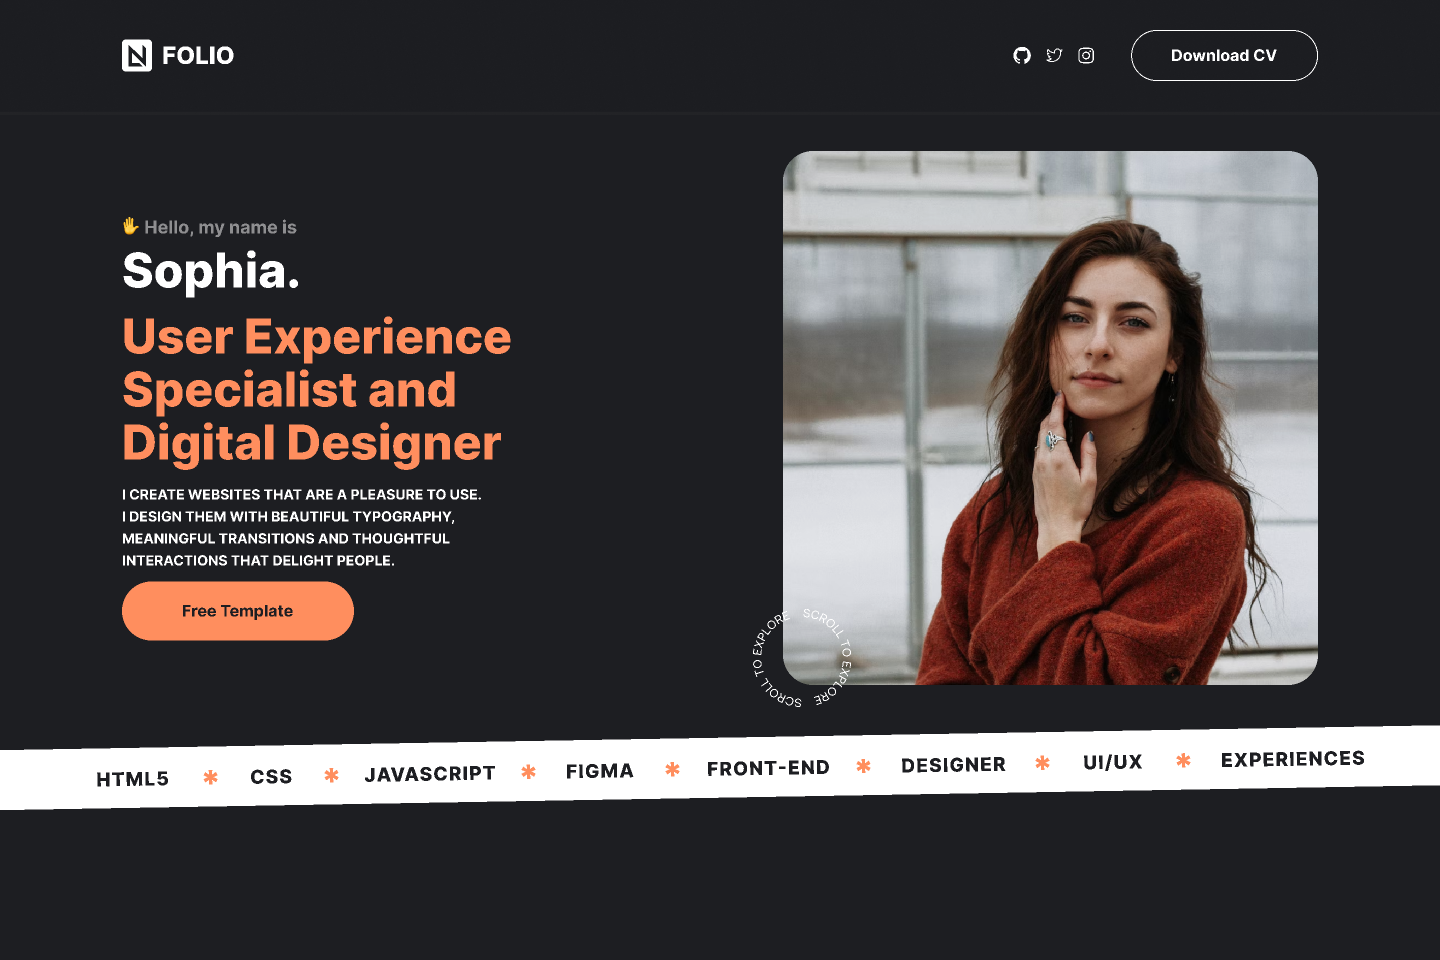 N FOLIO
Download CV
Hello, my name is
Sophia.
User Experience
Specialist and
Digital Designer
I CREATE WEBSITES THAT ARE A PLEASURE TO USE.
I DESIGN THEM WITH BEAUTIFUL TYPOGRAPHY,
MEANINGFUL TRANSITIONS AND THOUGHTFUL
INTERACTIONS THAT DELIGHT PEOPLE.
Free Template
SCROLL TO EXPLORE SCROLL TO EXPLORE
HTML5 * CSS * JAVASCRIPT * FIGMA * FRONT-END * DESIGNER * UI/UX * EXPERIENCES